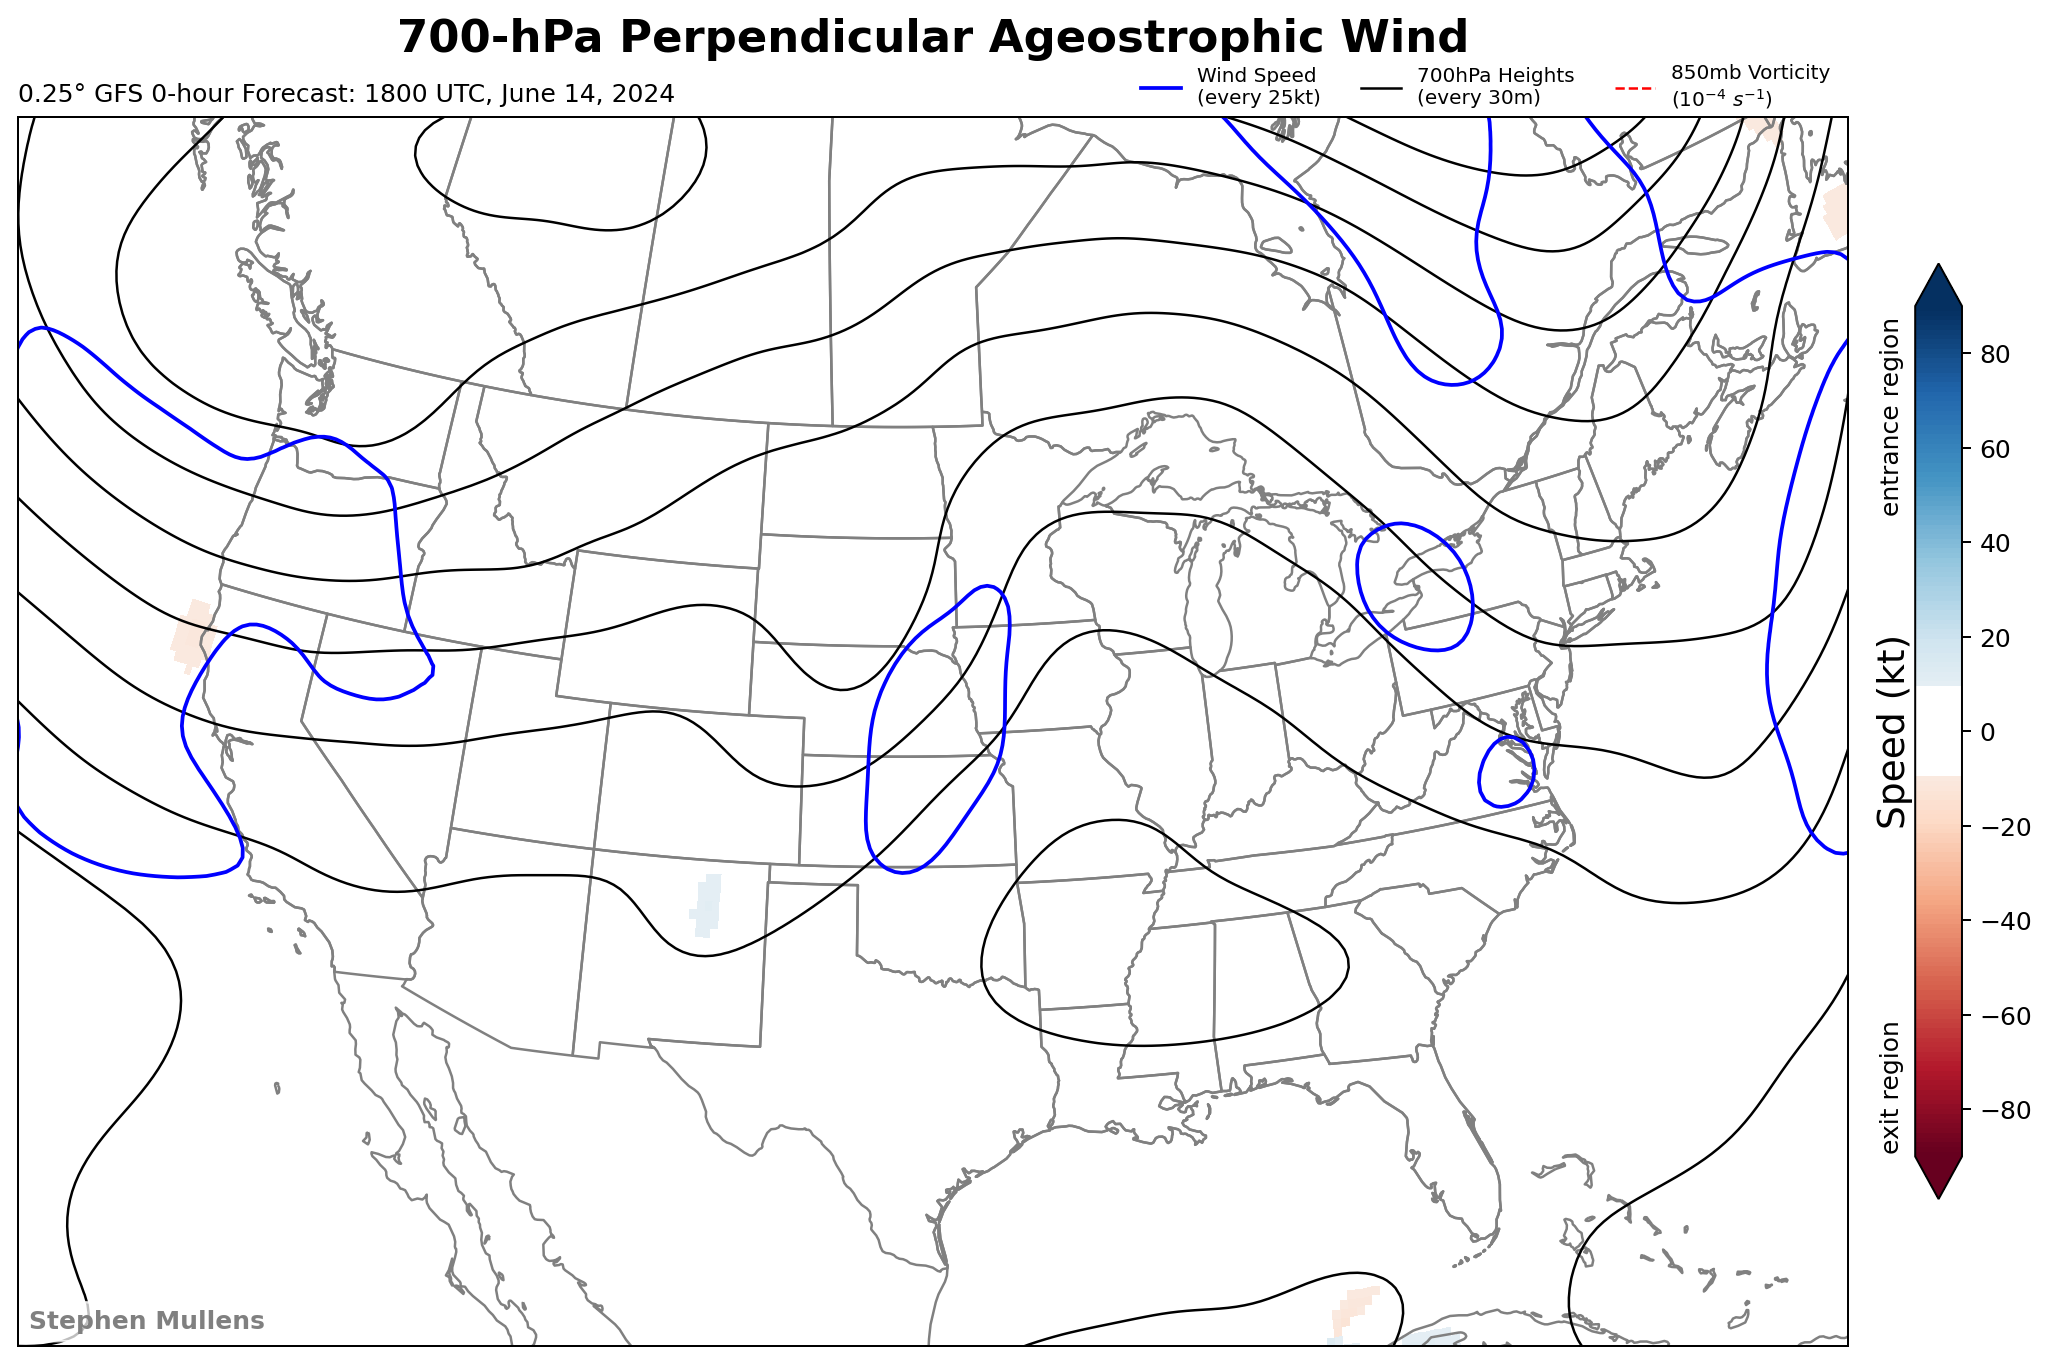 700-hPa Perpendicular Ageostrophic Wind
0.25° GFS 0-hour Forecast: 1800 UTC, June 14, 2024
Wind Speed
(every 25kt)
700hPa Heights
(every 30m)
850mb Vorticity
(10⁻⁴ s⁻¹)
entrance region
Speed (kt)
exit region
80
60
40
20
0
−20
−40
−60
−80
Stephen Mullens